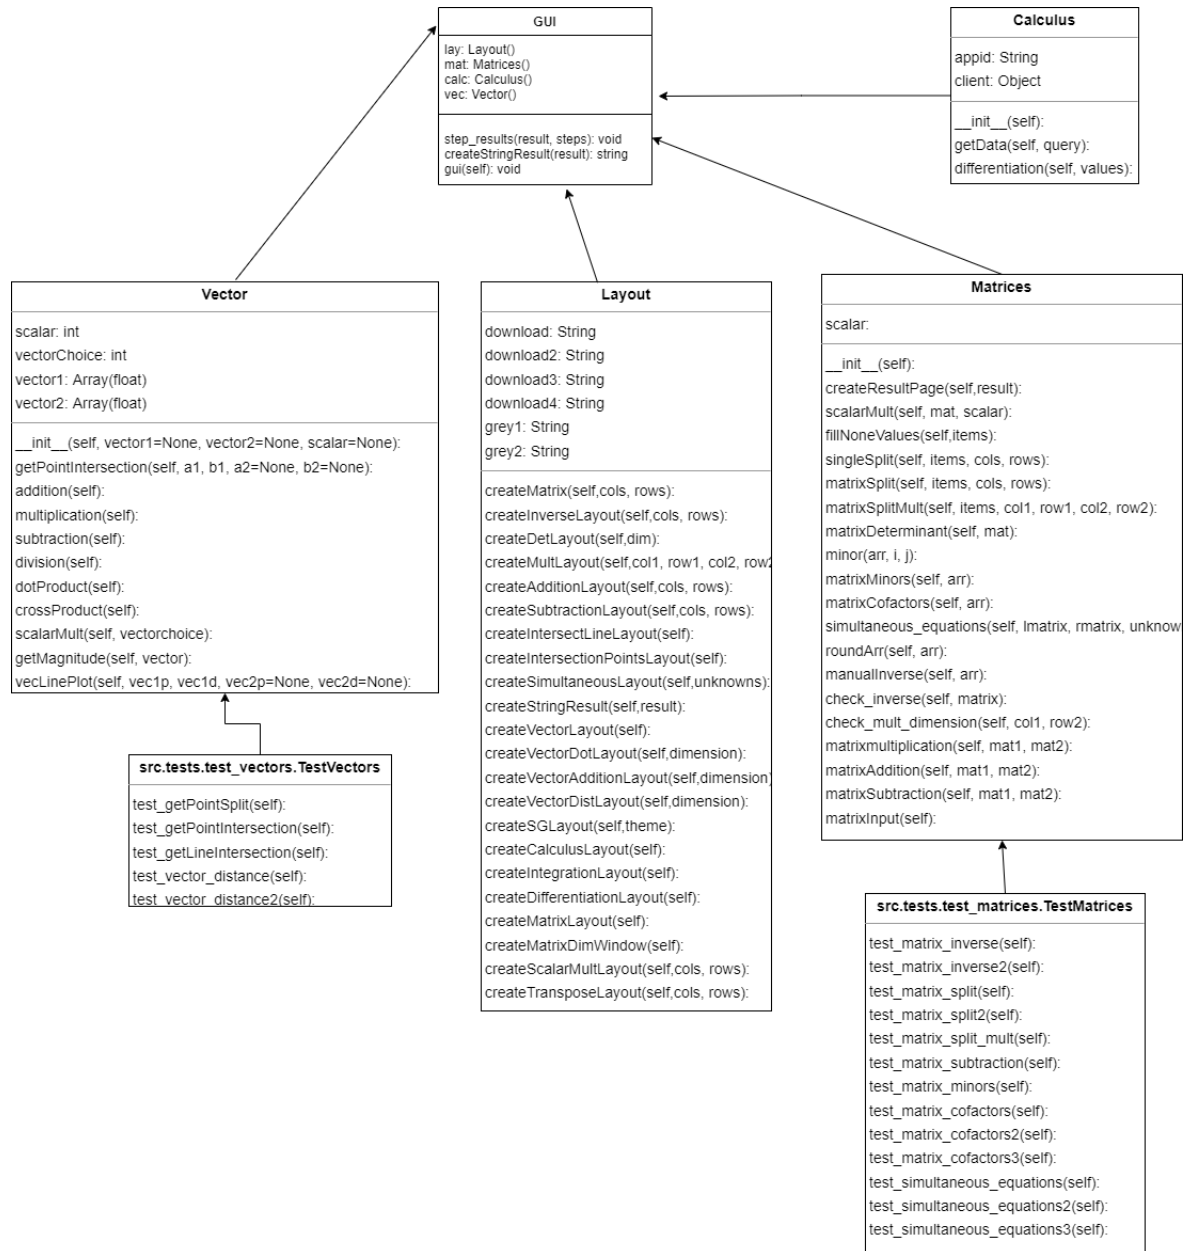 GUI
lay: Layout()
mat: Matrices()
calc: Calculus()
vec: Vector()
step_results(result, steps): void
createStringResult(result): string
gui(self): void
Calculus
appid: String
client: Object
__init__(self):
getData(self, query):
differentiation(self, values):
Vector
scalar: int
vectorChoice: int
vector1: Array(float)
vector2: Array(float)
__init__(self, vector1=None, vector2=None, scalar=None):
getPointIntersection(self, a1, b1, a2=None, b2=None):
addition(self):
multiplication(self):
subtraction(self):
division(self):
dotProduct(self):
crossProduct(self):
scalarMult(self, vectorchoice):
getMagnitude(self, vector):
vecLinePlot(self, vec1p, vec1d, vec2p=None, vec2d=None):
src.tests.test_vectors.TestVectors
test_getPointSplit(self):
test_getPointIntersection(self):
test_getLineIntersection(self):
test_vector_distance(self):
test_vector_distance2(self):
Layout
download: String
download2: String
download3: String
download4: String
grey1: String
grey2: String
createMatrix(self,cols, rows):
createInverseLayout(self,cols, rows):
createDetLayout(self,dim):
createMultLayout(self,col1, row1, col2, row2
createAdditionLayout(self,cols, rows):
createSubtractionLayout(self,cols, rows):
createIntersectLineLayout(self):
createIntersectionPointsLayout(self):
createSimultaneousLayout(self,unknowns):
createStringResult(self,result):
createVectorLayout(self):
createVectorDotLayout(self,dimension):
createVectorAdditionLayout(self,dimension)
createVectorDistLayout(self,dimension):
createSGLayout(self,theme):
createCalculusLayout(self):
createIntegrationLayout(self):
createDifferentiationLayout(self):
createMatrixLayout(self):
createMatrixDimWindow(self):
createScalarMultLayout(self,cols, rows):
createTransposeLayout(self,cols, rows):
Matrices
scalar:
__init__(self):
createResultPage(self,result):
scalarMult(self, mat, scalar):
fillNoneValues(self,items):
singleSplit(self, items, cols, rows):
matrixSplit(self, items, cols, rows):
matrixSplitMult(self, items, col1, row1, col2, row2):
matrixDeterminant(self, mat):
minor(arr, i, j):
matrixMinors(self, arr):
matrixCofactors(self, arr):
simultaneous_equations(self, lmatrix, rmatrix, unknow
roundArr(self, arr):
manualInverse(self, arr):
check_inverse(self, matrix):
check_mult_dimension(self, col1, row2):
matrixmultiplication(self, mat1, mat2):
matrixAddition(self, mat1, mat2):
matrixSubtraction(self, mat1, mat2):
matrixInput(self):
src.tests.test_matrices.TestMatrices
test_matrix_inverse(self):
test_matrix_inverse2(self):
test_matrix_split(self):
test_matrix_split2(self):
test_matrix_split_mult(self):
test_matrix_subtraction(self):
test_matrix_minors(self):
test_matrix_cofactors(self):
test_matrix_cofactors2(self):
test_matrix_cofactors3(self):
test_simultaneous_equations(self):
test_simultaneous_equations2(self):
test_simultaneous_equations3(self):